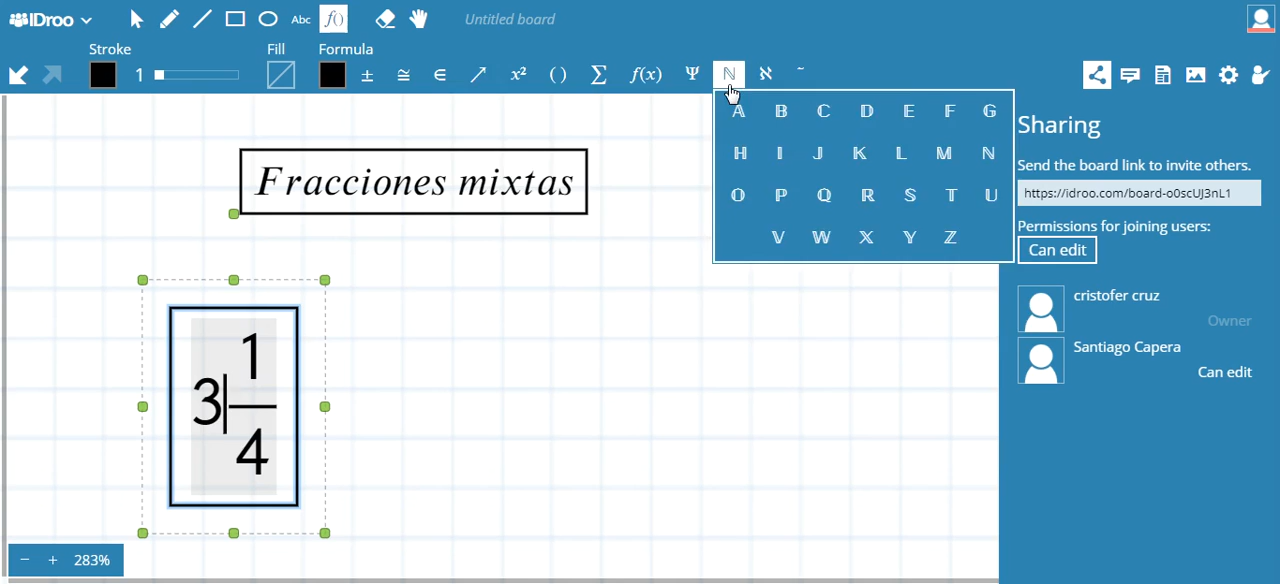 IDroo
Abc
f()
Untitled board
Stroke
Fill
Formula
1
± ≅ ∈ ↗ x² ( ) ∑ f(x) Ψ ℕ ℵ ~
𝔸 𝔹 ℂ 𝔻 𝔼 𝔽 𝔾
ℍ 𝕀 𝕁 𝕂 𝕃 𝕄 ℕ
𝕆 ℙ ℚ ℝ 𝕊 𝕋 𝕌
𝕍 𝕎 𝕏 𝕐 ℤ
Fracciones mixtas
1
3
4
283%
Sharing
Send the board link to invite others.
https://idroo.com/board-o0scUJ3nL1
Permissions for joining users:
Can edit
cristofer cruz
Owner
Santiago Capera
Can edit